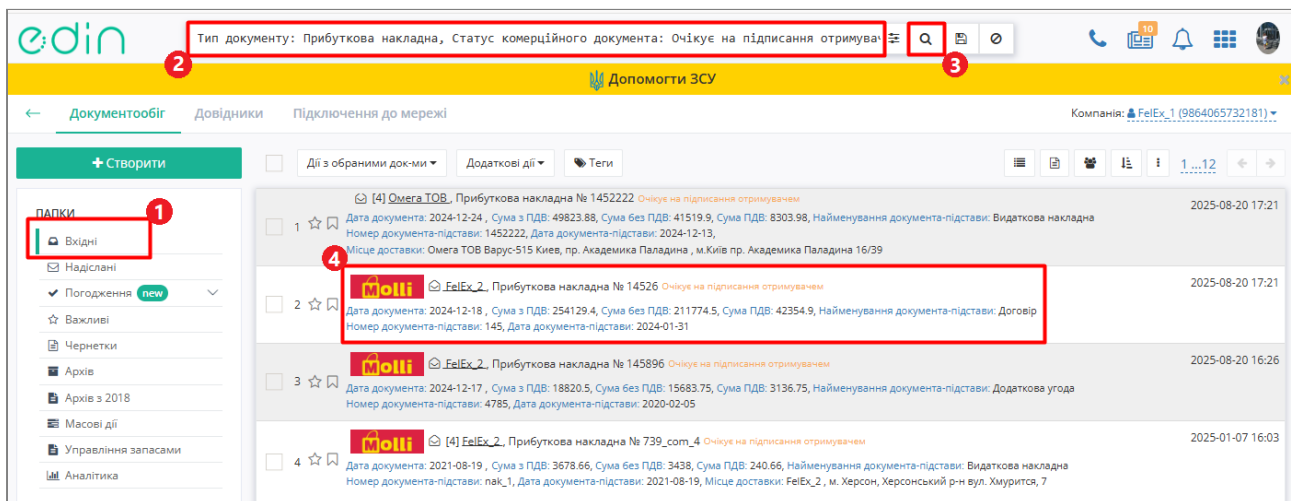 edin
Тип документу: Прибуткова накладна, Статус комерційного документа: Очікує на підписання отримува
10
2
3
Допомогти ЗСУ
← Документообіг Довідники Підключення до мережі Компанія: FelEx_1 (9864065732181)
+ Створити Дії з обраними док-ми Додаткові дії Теги 1 ...12
ПАПКИ
1
Вхідні
Надіслані
Погодження new
Важливі
Чернетки
Архів
Архів з 2018
Масові дії
Управління запасами
Аналітика
[4] Омега ТОВ , Прибуткова накладна № 1452222 Очікує на підписання отримувачем 2025-08-20 17:21
1 Дата документа: 2024-12-24 , Сума з ПДВ: 49823.88, Сума без ПДВ: 41519.9, Сума ПДВ: 8303.98, Найменування документа-підстави: Видаткова накладна
Номер документа-підстави: 1452222, Дата документа-підстави: 2024-12-13,
Місце доставки: Омега ТОВ Варус-515 Киев, пр. Академика Паладина , м.Київ пр. Академика Паладина 16/39
4
Molli FelEx_2 , Прибуткова накладна № 14526 Очікує на підписання отримувачем 2025-08-20 17:21
2 Дата документа: 2024-12-18 , Сума з ПДВ: 254129.4, Сума без ПДВ: 211774.5, Сума ПДВ: 42354.9, Найменування документа-підстави: Договір
Номер документа-підстави: 145, Дата документа-підстави: 2024-01-31
Molli FelEx_2 , Прибуткова накладна № 145896 Очікує на підписання отримувачем 2025-08-20 16:26
3 Дата документа: 2024-12-17 , Сума з ПДВ: 18820.5, Сума без ПДВ: 15683.75, Сума ПДВ: 3136.75, Найменування документа-підстави: Додаткова угода
Номер документа-підстави: 4785, Дата документа-підстави: 2020-02-05
Molli [4] FelEx_2 , Прибуткова накладна № 739_com_4 Очікує на підписання отримувачем 2025-01-07 16:03
4 Дата документа: 2021-08-19 , Сума з ПДВ: 3678.66, Сума без ПДВ: 3438, Сума ПДВ: 240.66, Найменування документа-підстави: Видаткова накладна
Номер документа-підстави: nak_1, Дата документа-підстави: 2021-08-19, Місце доставки: FelEx_2 , м. Херсон, Херсонський р-н вул. Хмурится, 7